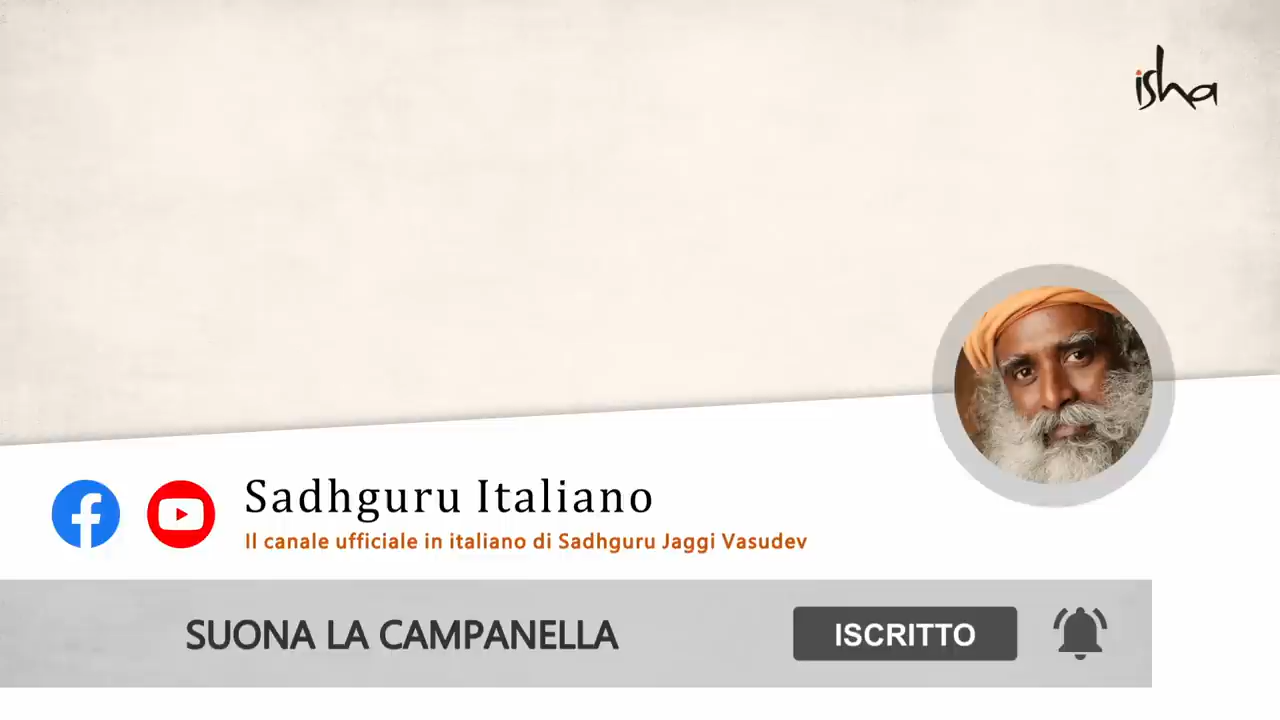 isha
Sadhguru Italiano
Il canale ufficiale in italiano di Sadhguru Jaggi Vasudev
SUONA LA CAMPANELLA
ISCRITTO